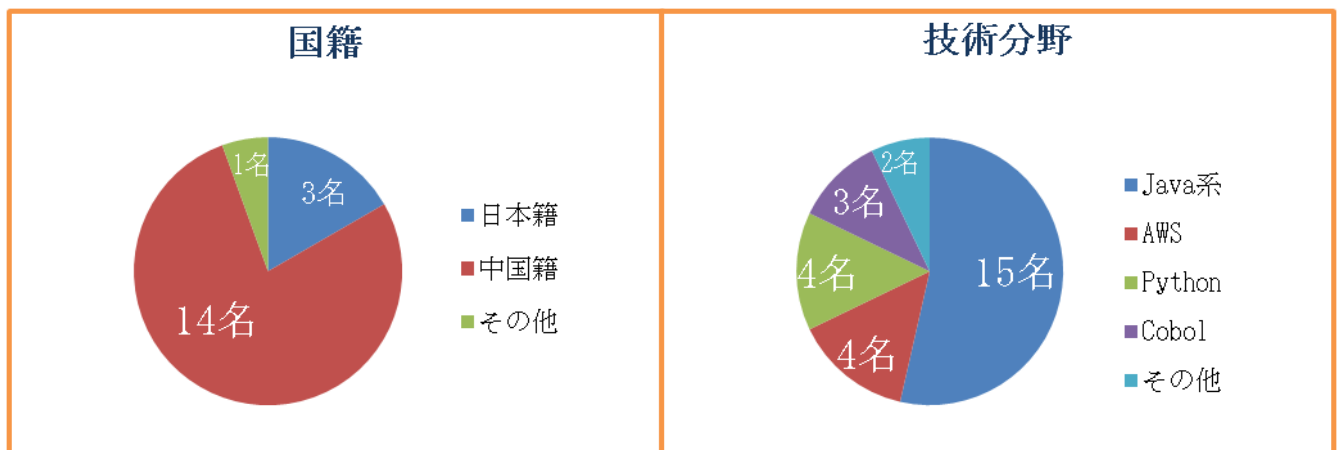 国籍
1名
3名
14名
日本籍
中国籍
その他
技術分野
2名
3名
4名
4名
15名
Java系
AWS
Python
Cobol
その他